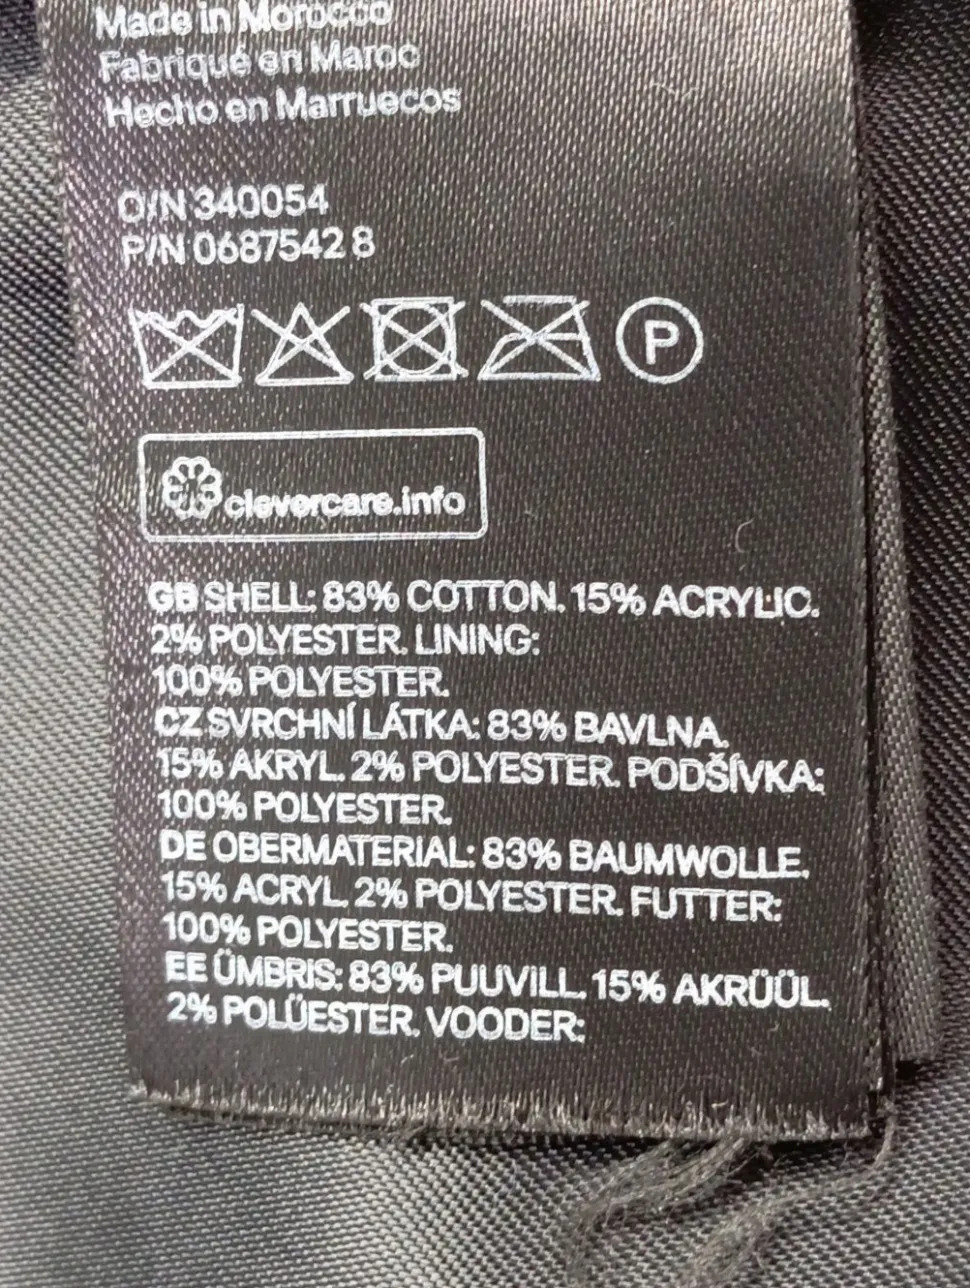 Made in Morocco
Fabriqué en Maroc
Hecho en Marruecos
O/N 340054
P/N 0687542 8
P
clevercare.info
GB SHELL: 83% COTTON. 15% ACRYLIC.
2% POLYESTER. LINING:
100% POLYESTER.
CZ SVRCHNÍ LÁTKA: 83% BAVLNA.
15% AKRYL. 2% POLYESTER. PODŠÍVKA:
100% POLYESTER.
DE OBERMATERIAL: 83% BAUMWOLLE.
15% ACRYL. 2% POLYESTER. FUTTER:
100% POLYESTER.
EE ÜMBRIS: 83% PUUVILL. 15% AKRÜÜL.
2% POLÜESTER. VOODER: